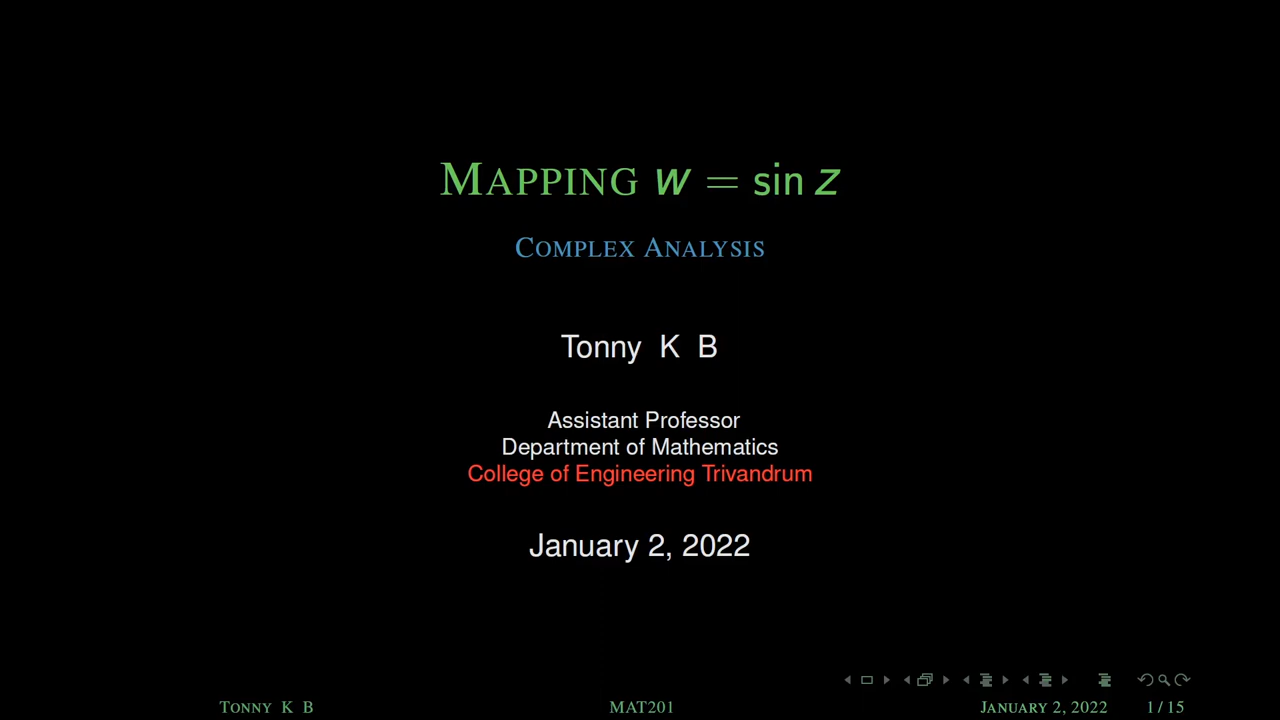 MAPPING w = sin z
COMPLEX ANALYSIS
Tonny K B
Assistant Professor
Department of Mathematics
College of Engineering Trivandrum
January 2, 2022
TONNY K B MAT201 JANUARY 2, 2022 1 / 15